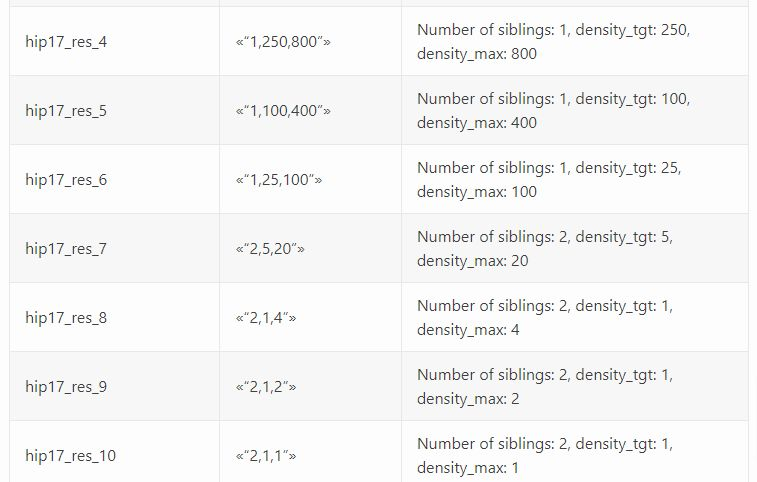 hip17_res_4 «“1,250,800”» Number of siblings: 1, density_tgt: 250,
density_max: 800
hip17_res_5 «“1,100,400”» Number of siblings: 1, density_tgt: 100,
density_max: 400
hip17_res_6 «“1,25,100”» Number of siblings: 1, density_tgt: 25,
density_max: 100
hip17_res_7 «“2,5,20”» Number of siblings: 2, density_tgt: 5,
density_max: 20
hip17_res_8 «“2,1,4”» Number of siblings: 2, density_tgt: 1,
density_max: 4
hip17_res_9 «“2,1,2”» Number of siblings: 2, density_tgt: 1,
density_max: 2
hip17_res_10 «“2,1,1”» Number of siblings: 2, density_tgt: 1,
density_max: 1